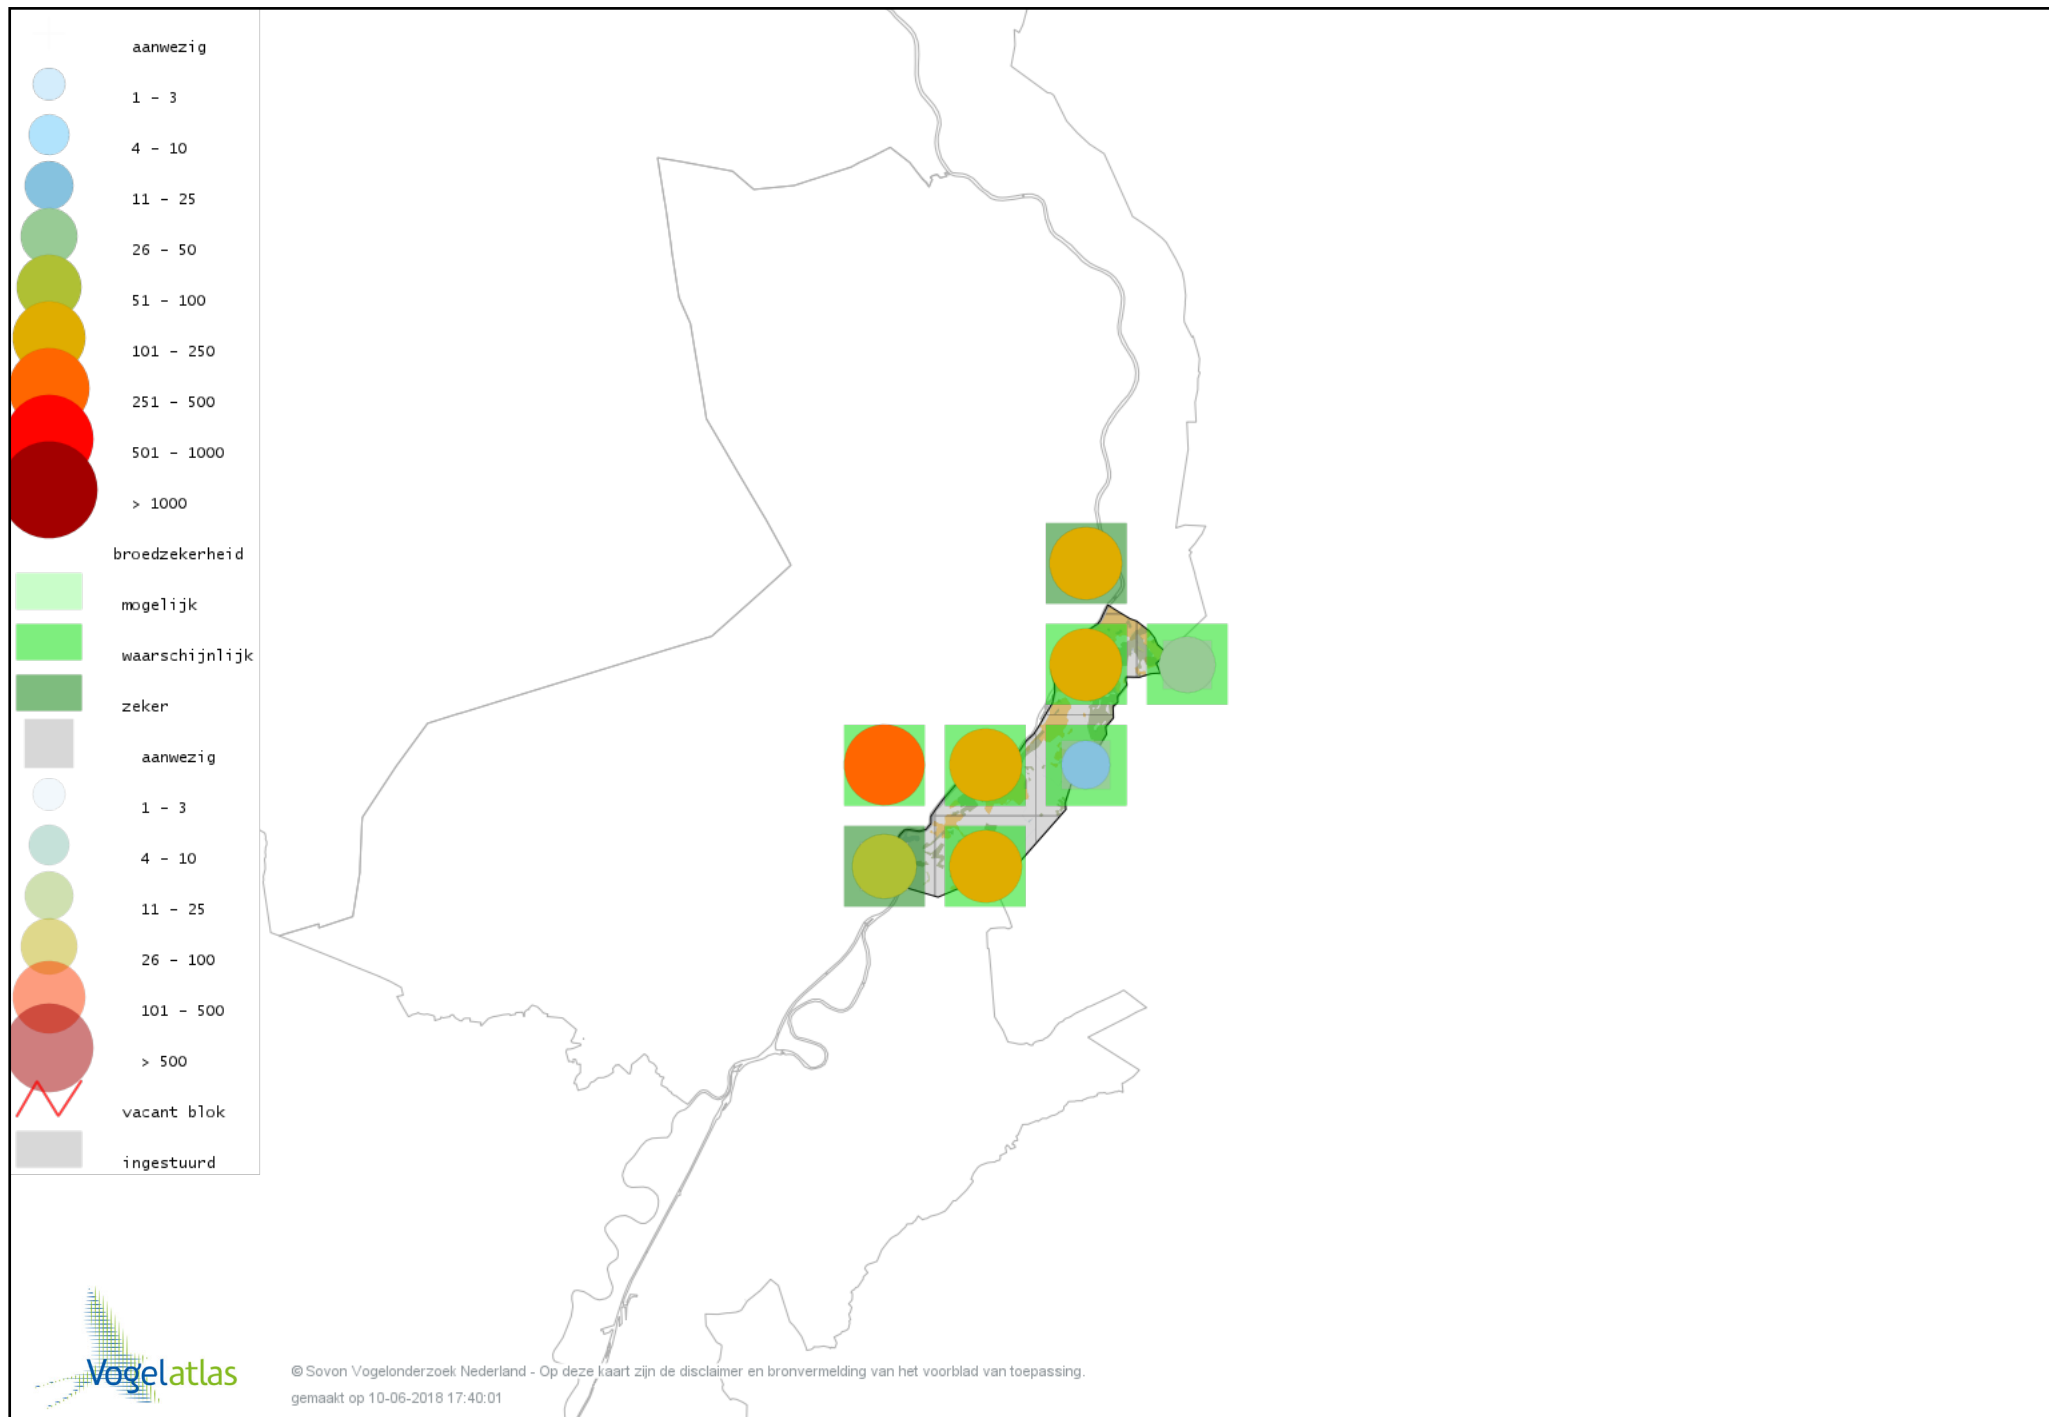 aanwezig
1 - 3
4 - 10
11 - 25
26 - 50
51 - 100
101 - 250
251 - 500
501 - 1000
> 1000
broedzekerheid
mogelijk
waarschijnlijk
zeker
aanwezig
1 - 3
4 - 10
11 - 25
26 - 100
101 - 500
> 500
vacant blok
ingestuurd
Vogelatlas
© Sovon Vogelonderzoek Nederland - Op deze kaart zijn de disclaimer en bronvermelding van het voorblad van toepassing.
gemaakt op 10-06-2018 17:40:01